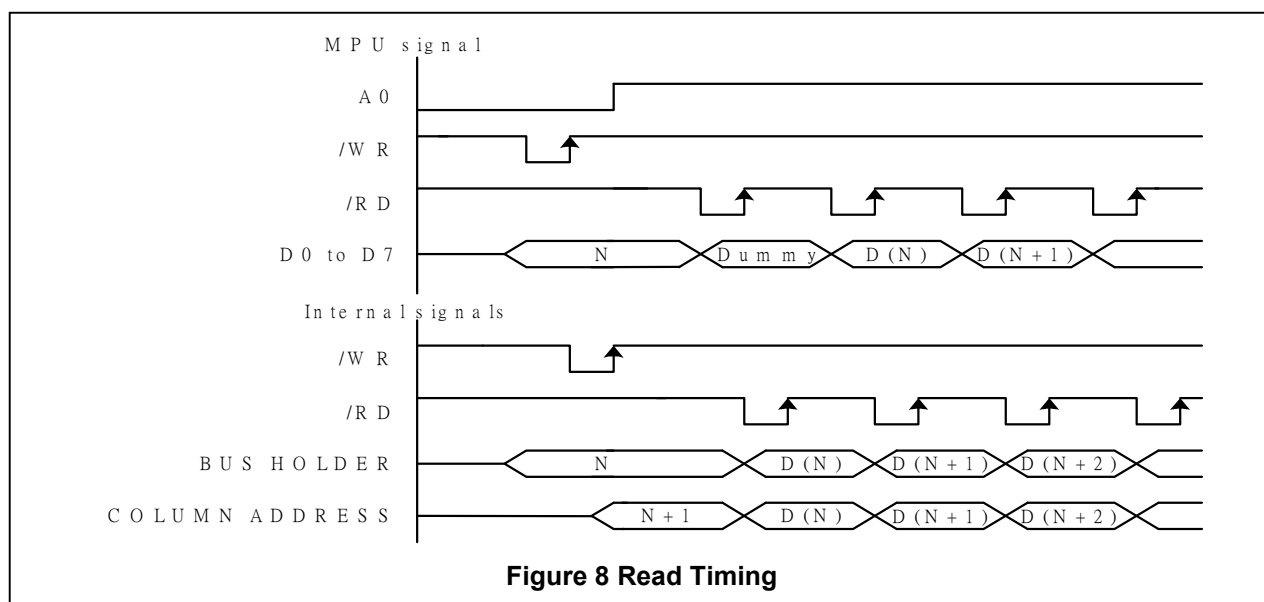 MPU signal
A0
/WR
/RD
D0 to D7 N Dummy D(N) D(N+1)
Internal signals
/WR
/RD
BUS HOLDER N D(N) D(N+1) D(N+2)
COLUMN ADDRESS N+1 D(N) D(N+1) D(N+2)
Figure 8 Read Timing